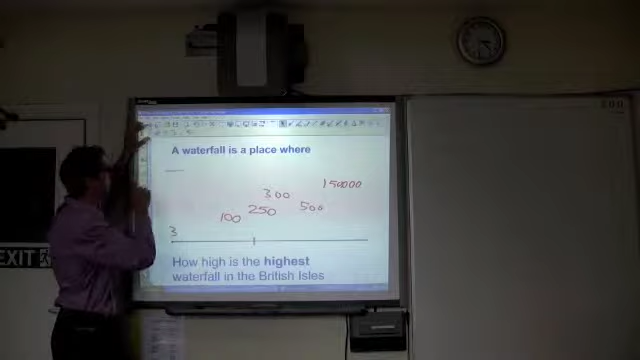 A waterfall is a place where
150000
300
100 250 500
3
How high is the highest
waterfall in the British Isles
EXIT